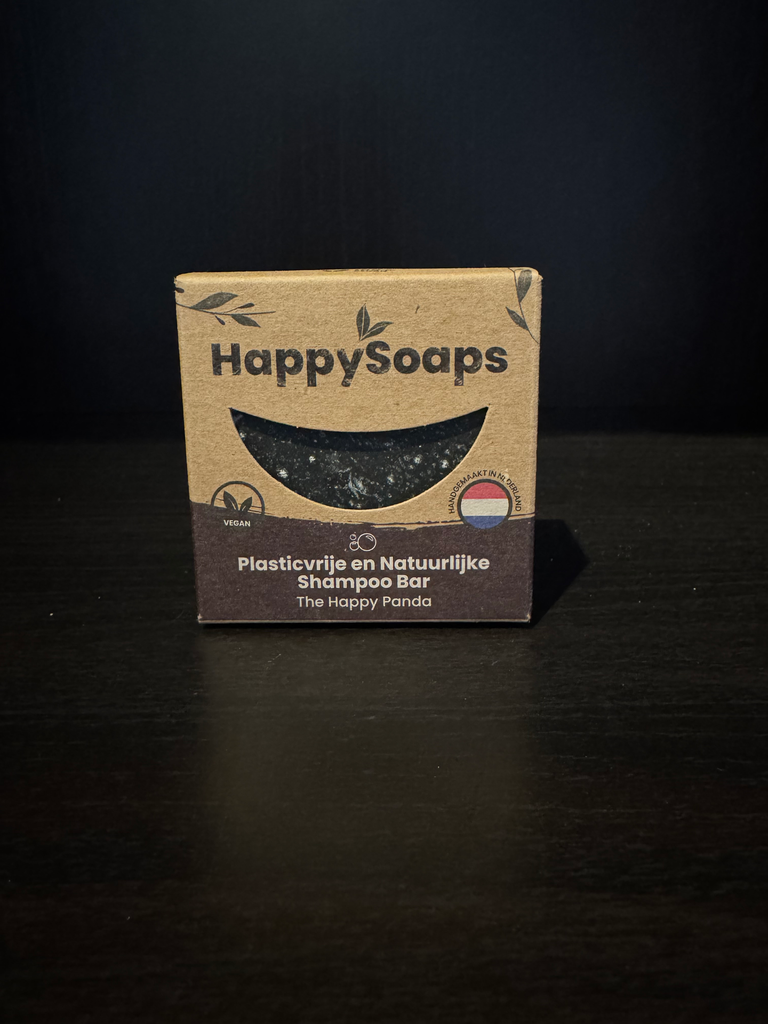 HappySoaps
HANDGEMAAKT IN NEDERLAND
VEGAN
Plasticvrije en Natuurlijke
Shampoo Bar
The Happy Panda